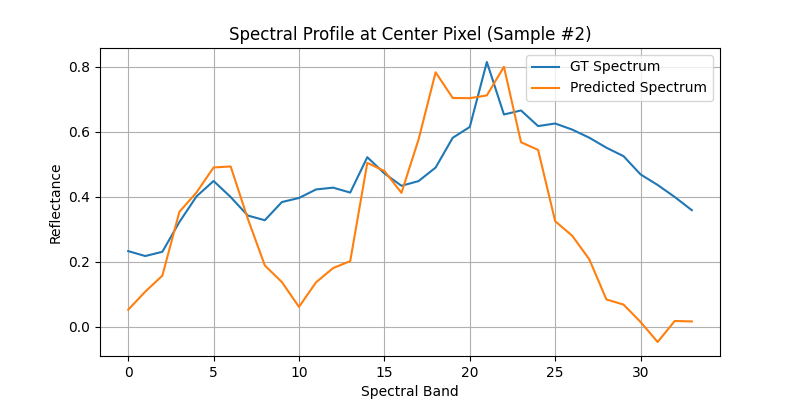 Spectral Profile at Center Pixel (Sample #2)
GT Spectrum
Predicted Spectrum
Reflectance
0.8
0.6
0.4
0.2
0.0
0 5 10 15 20 25 30
Spectral Band